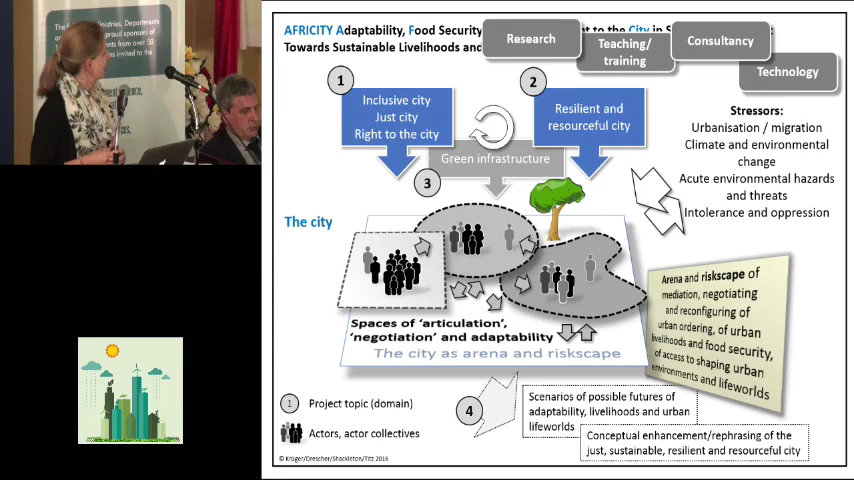 AFRICITY Adaptability, Food Security
Towards Sustainable Livelihoods and
Research
Teaching/
training
Consultancy
Technology
1
Inclusive city
Just city
Right to the city
2
Resilient and
resourceful city
Green infrastructure
3
Stressors:
Urbanisation / migration
Climate and environmental
change
Acute environmental hazards
and threats
Intolerance and oppression
The city
Arena and riskscape of
mediation, negotiating
and reconfiguring of
urban ordering, of urban
livelihoods and food security,
of access to shaping urban
environments and lifeworlds
Spaces of 'articulation',
'negotiation' and adaptability
The city as arena and riskscape
1 Project topic (domain)
Actors, actor collectives
4
Scenarios of possible futures of
adaptability, livelihoods and urban
lifeworlds
Conceptual enhancement/rephrasing of the
just, sustainable, resilient and resourceful city
© Krüger/Drescher/Shackleton/Titz 2016